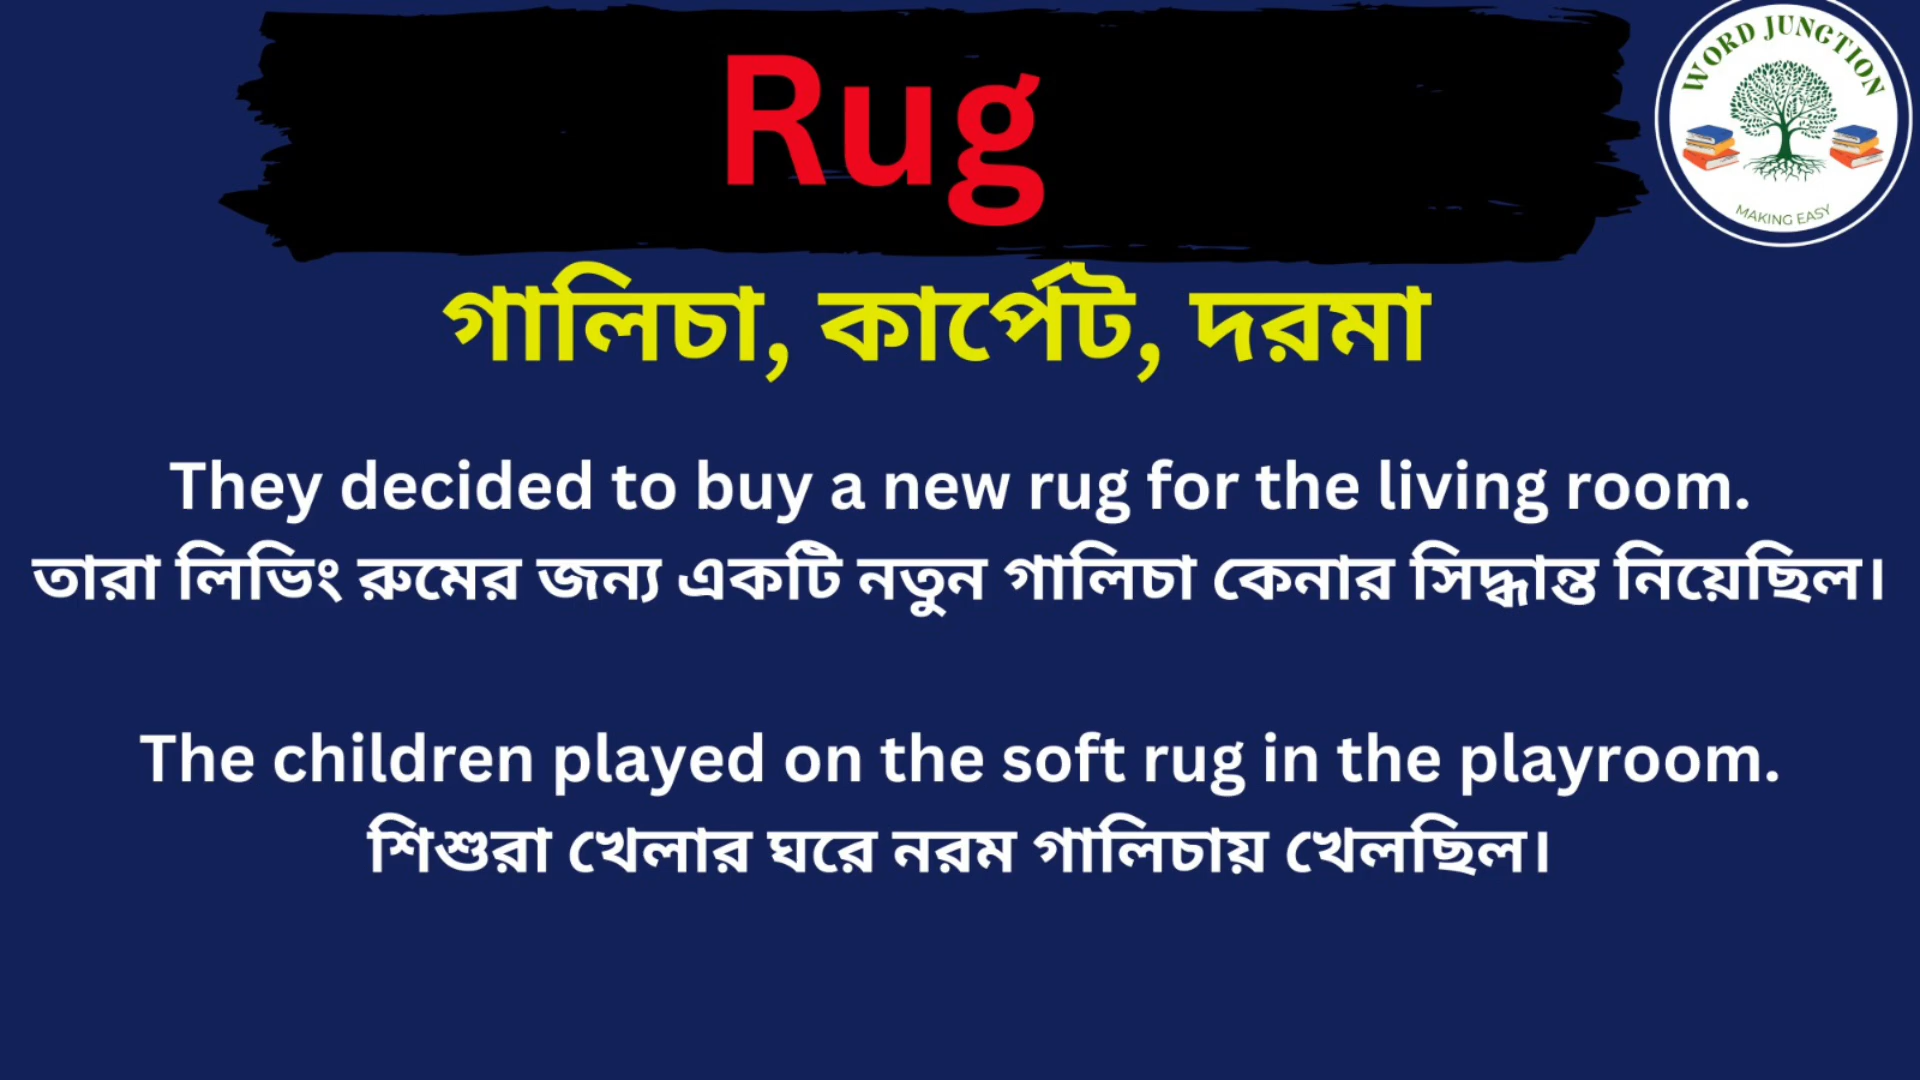 Rug
WORD JUNCTION
MAKING EASY
গালিচা, কার্পেট, দরমা
They decided to buy a new rug for the living room.
তারা লিভিং রুমের জন্য একটি নতুন গালিচা কেনার সিদ্ধান্ত নিয়েছিল।
The children played on the soft rug in the playroom.
শিশুরা খেলার ঘরে নরম গালিচায় খেলছিল।